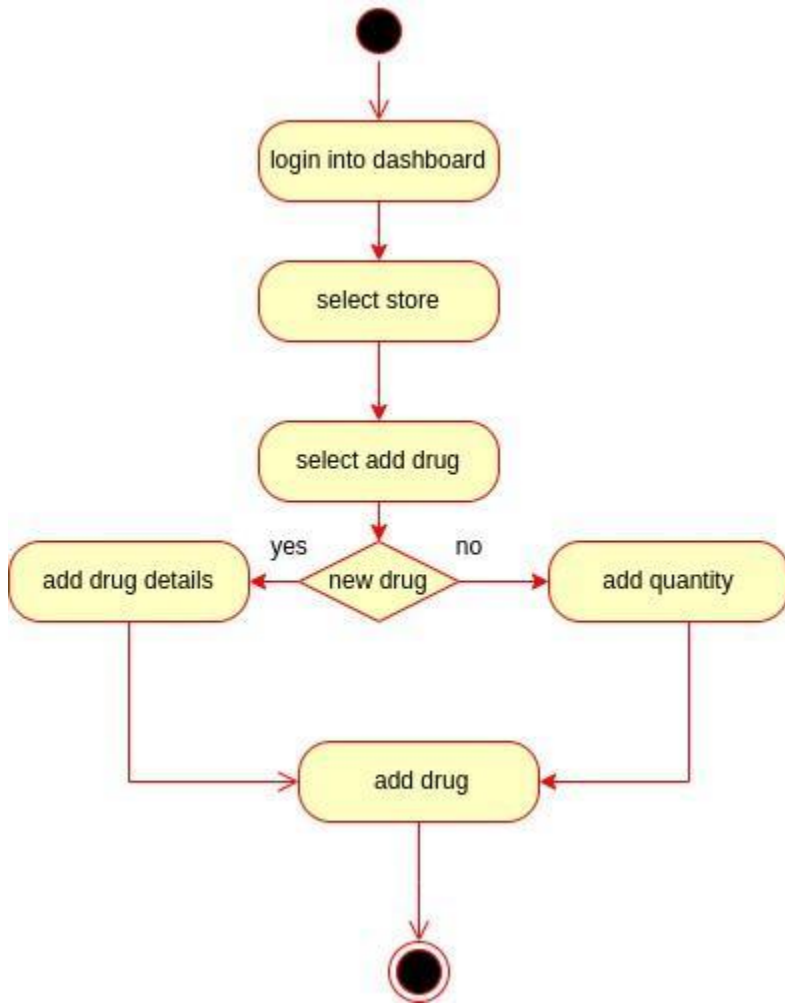 login into dashboard
select store
select add drug
yes
no
add drug details
new drug
add quantity
add drug